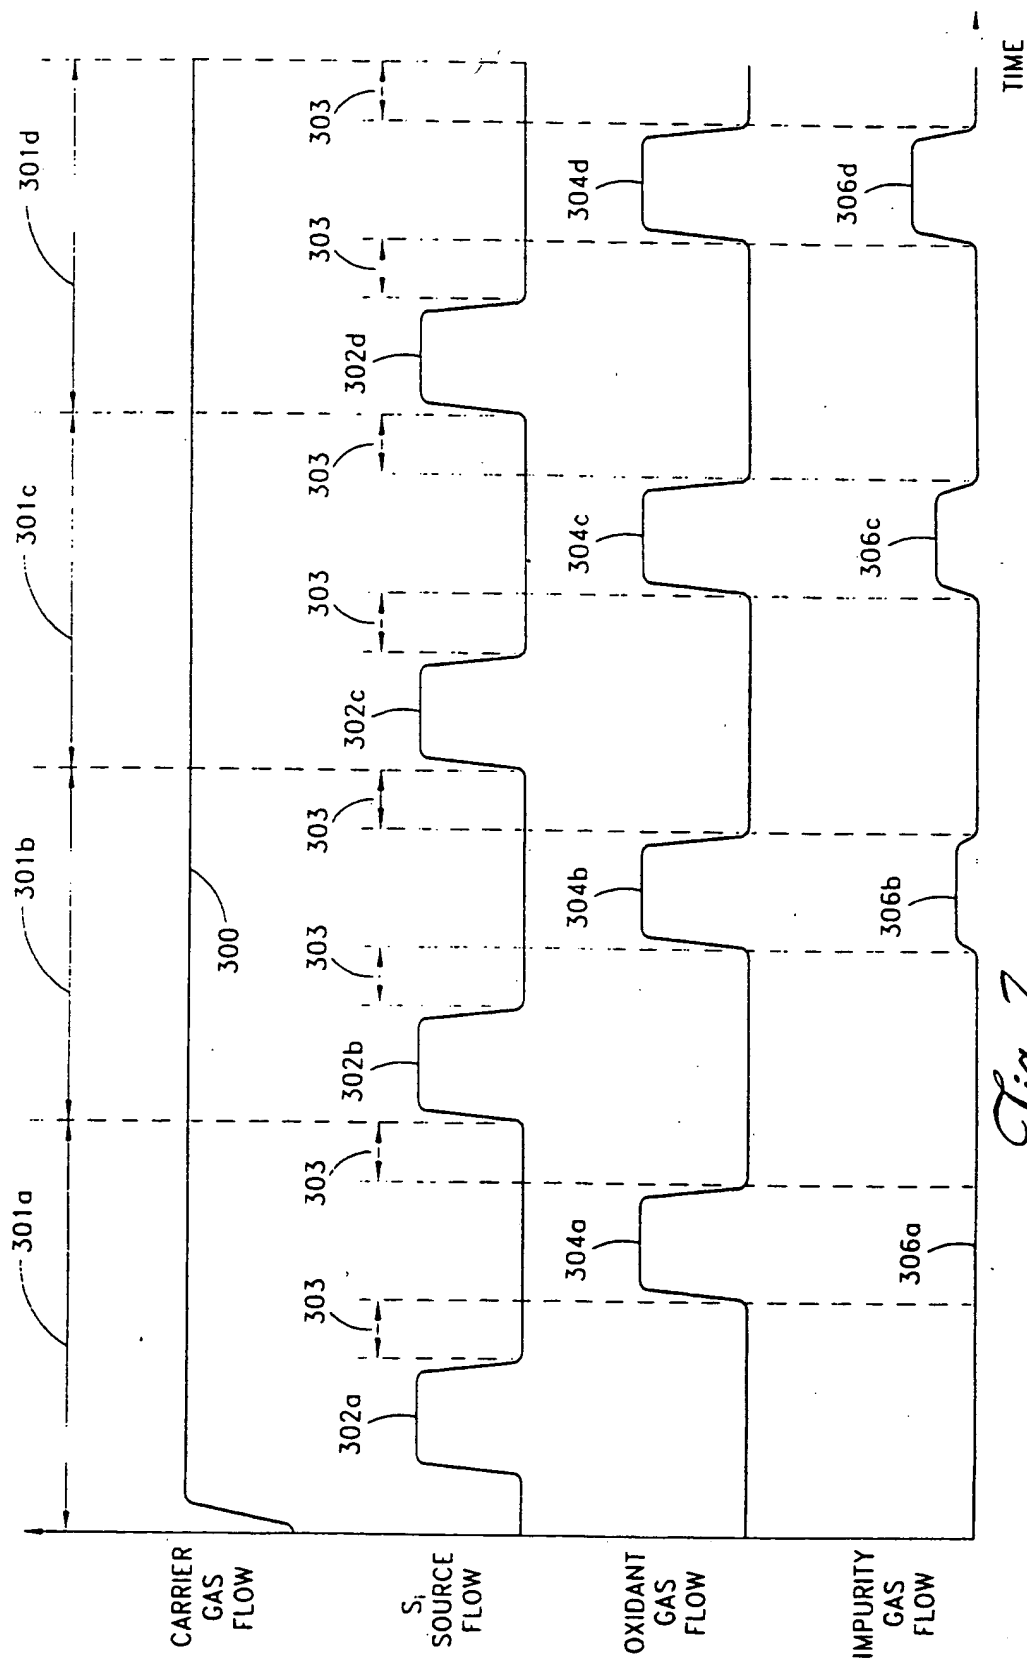 301a
301b
301c
301d
CARRIER
GAS
FLOW
300
303
303
303
303
303
303
303
303
Si
SOURCE
FLOW
302a
302b
302c
302d
OXIDANT
GAS
FLOW
304a
304b
304c
304d
IMPURITY
GAS
FLOW
306a
306b
306c
306d
TIME